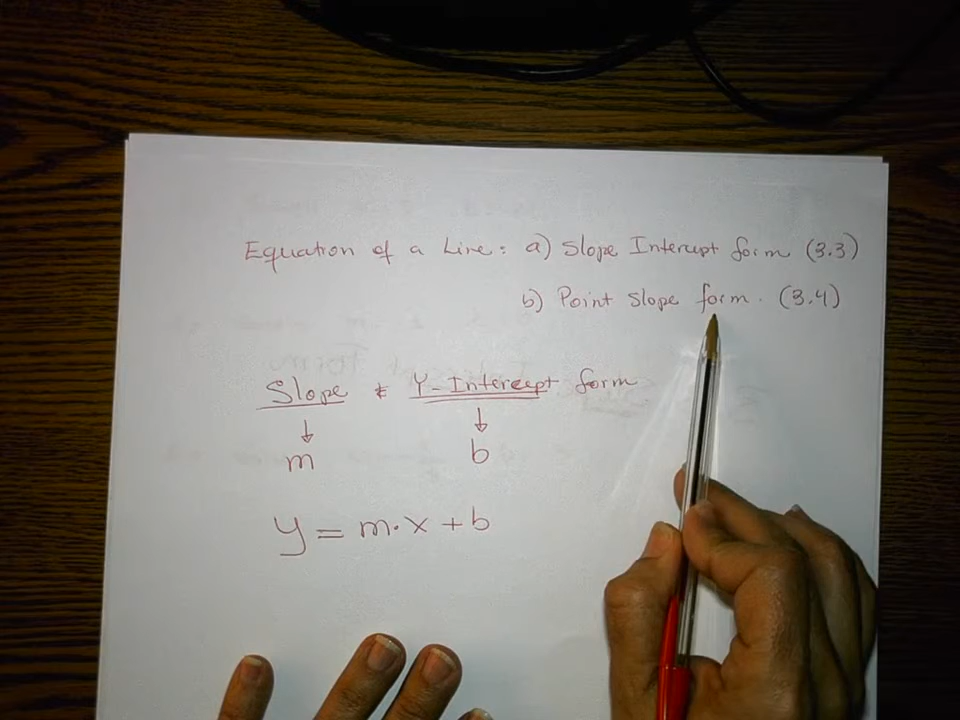 Equation of a Line: a) Slope Intercept form (3.3)
b) Point Slope form. (3.4)
Slope & Y-Intercept form
↓ ↓
m b
y = m·x + b